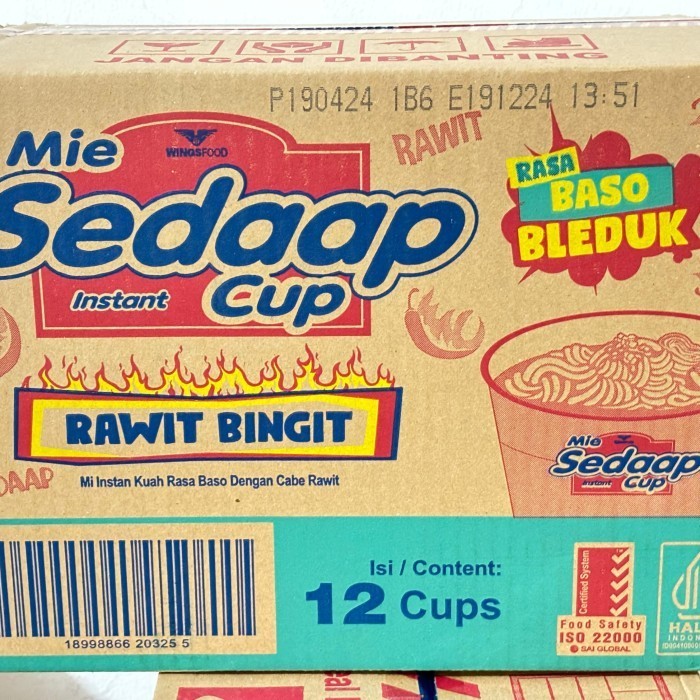 JANGAN DIBANTING
P190424 1B6 E191224 13:51
RAWIT
WINGSFOOD
Mie
Sedaap
Instant Cup
RASA
BASO
BLEDUK
RAWIT BINGIT
Mi Instan Kuah Rasa Baso Dengan Cabe Rawit
DAAP
Mie
Sedaap
Instant Cup
18998866 20325 5
Isi / Content:
12 Cups
Certified System
Food Safety
ISO 22000
SAI GLOBAL
HAL
INDON